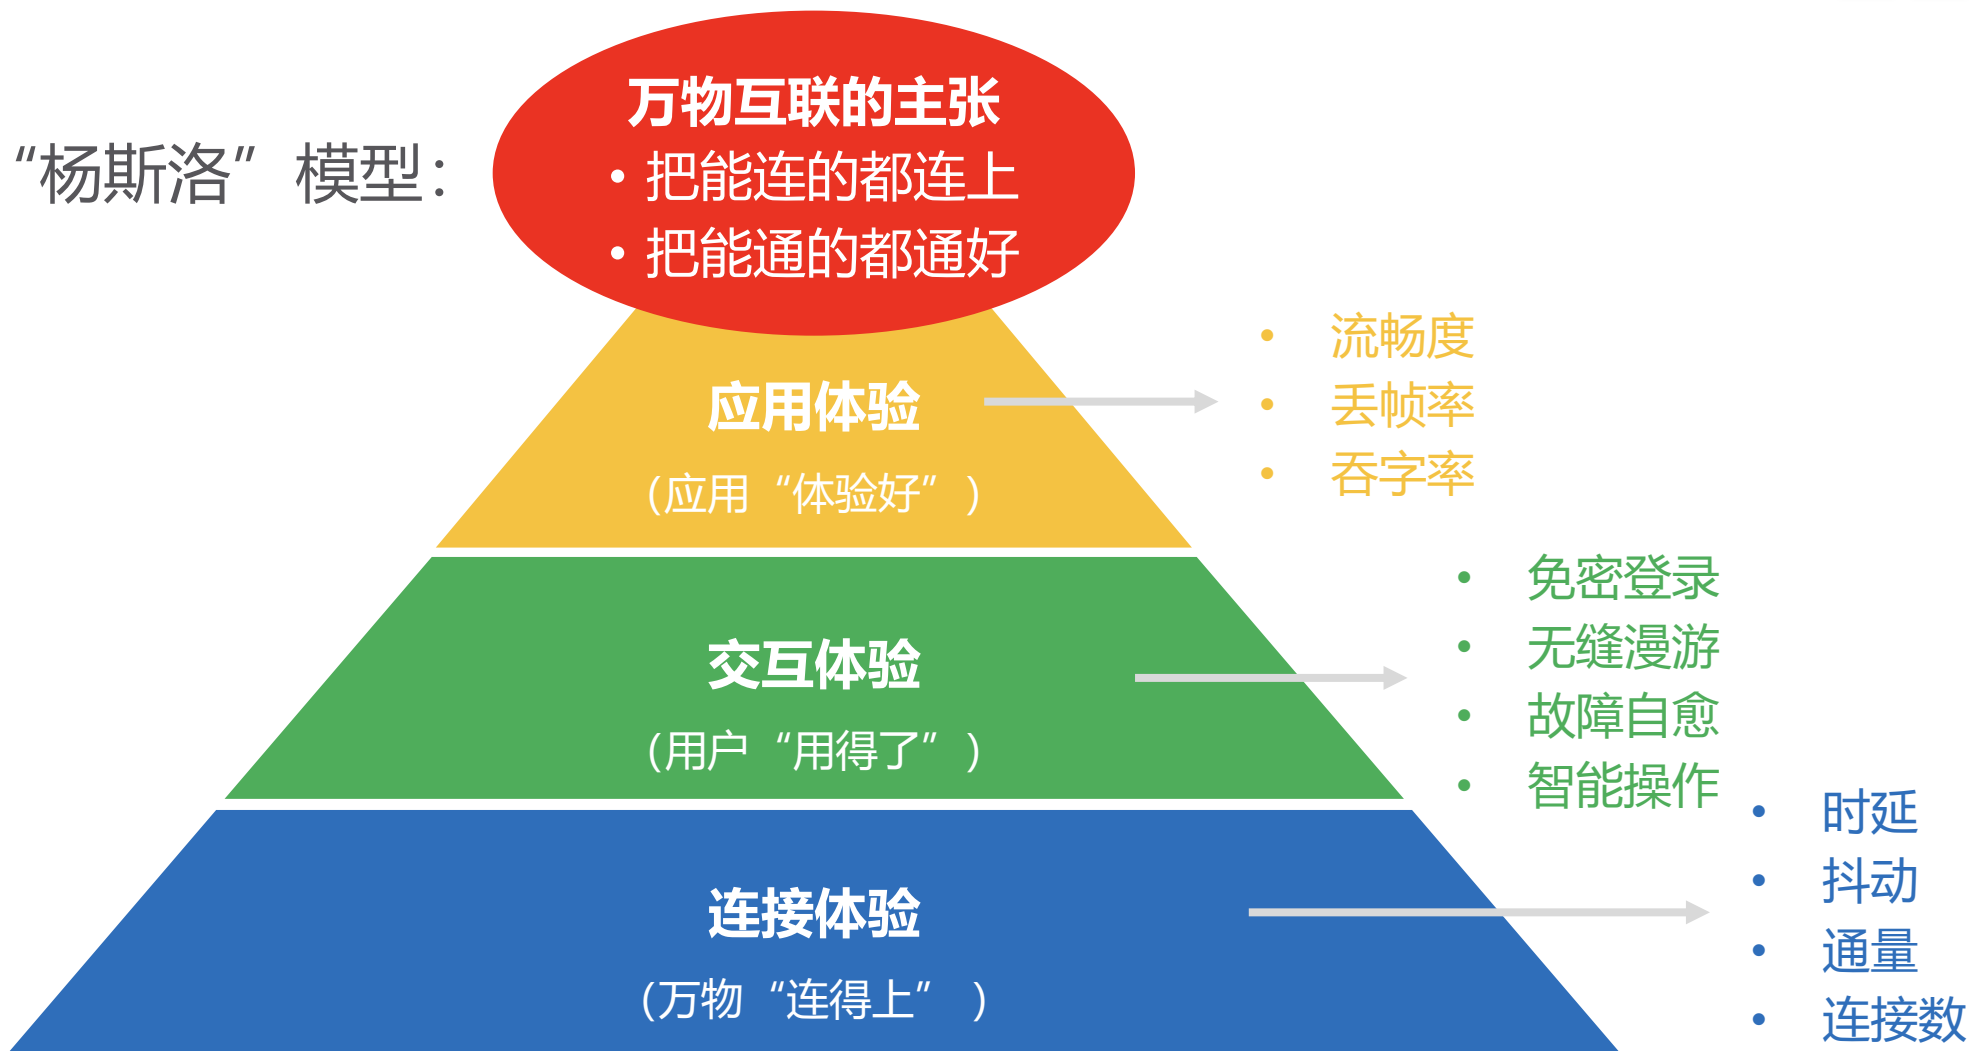 “杨斯洛”模型：
万物互联的主张
• 把能连的都连上
• 把能通的都通好
应用体验
（应用“体验好”）
• 流畅度
• 丢帧率
• 吞字率
交互体验
（用户“用得了”）
• 免密登录
• 无缝漫游
• 故障自愈
• 智能操作
连接体验
（万物“连得上”）
• 时延
• 抖动
• 通量
• 连接数